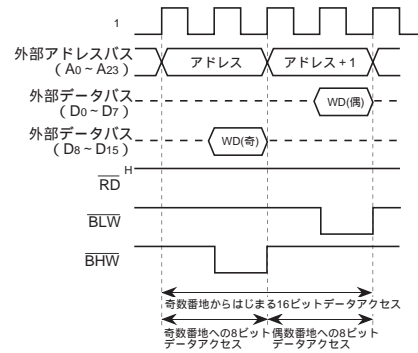 1
外部アドレスバス
(A0~A23)
アドレス
アドレス+1
外部データバス
(D0~D7)
WD(偶)
外部データバス
(D8~D15)
WD(奇)
H
RD
BLW
BHW
奇数番地からはじまる16ビットデータアクセス
奇数番地への8ビット
データアクセス
偶数番地への8ビット
データアクセス